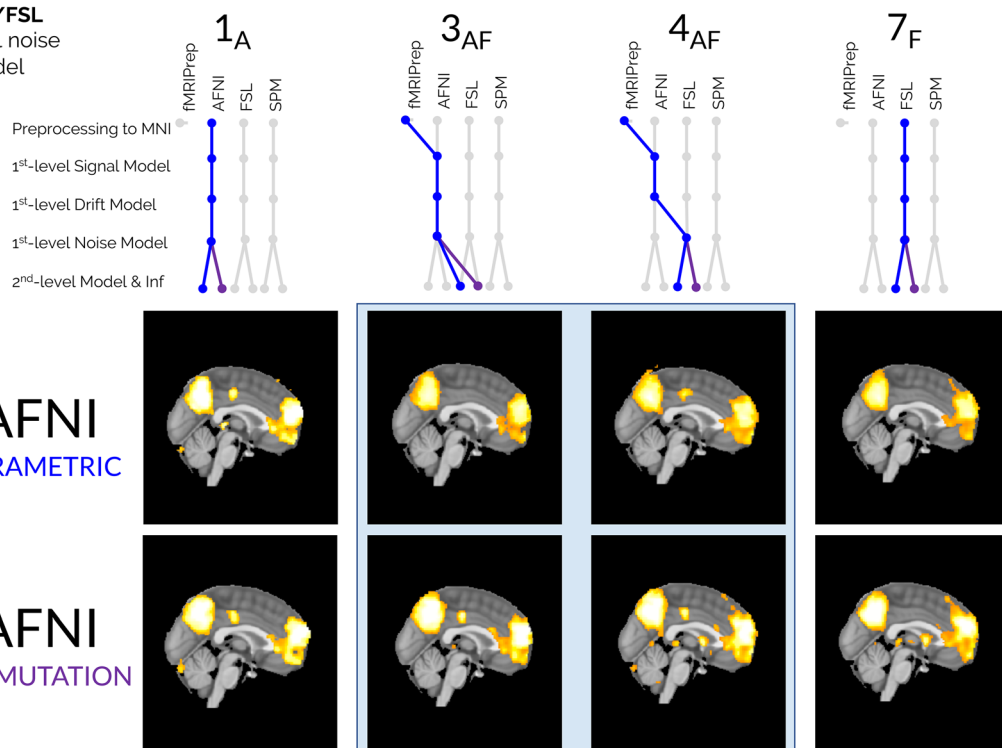 /FSL
noise
1A
3AF
4AF
7F
fMRIPrep
AFNI
FSL
SPM
fMRIPrep
AFNI
FSL
SPM
fMRIPrep
AFNI
FSL
SPM
fMRIPrep
AFNI
FSL
SPM
Preprocessing to MNI
1st-level Signal Model
1st-level Drift Model
1st-level Noise Model
2nd-level Model & Inf
AFNI
RAMETRIC
AFNI
MUTATION